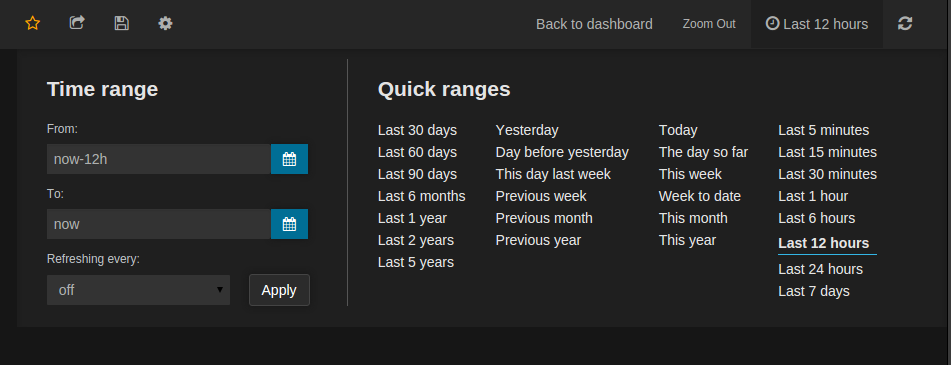 Back to dashboard Zoom Out Last 12 hours
Time range
From:
now-12h
To:
now
Refreshing every:
off Apply
Quick ranges
Last 30 days
Last 60 days
Last 90 days
Last 6 months
Last 1 year
Last 2 years
Last 5 years
Yesterday
Day before yesterday
This day last week
Previous week
Previous month
Previous year
Today
The day so far
This week
Week to date
This month
This year
Last 5 minutes
Last 15 minutes
Last 30 minutes
Last 1 hour
Last 6 hours
Last 12 hours
Last 24 hours
Last 7 days